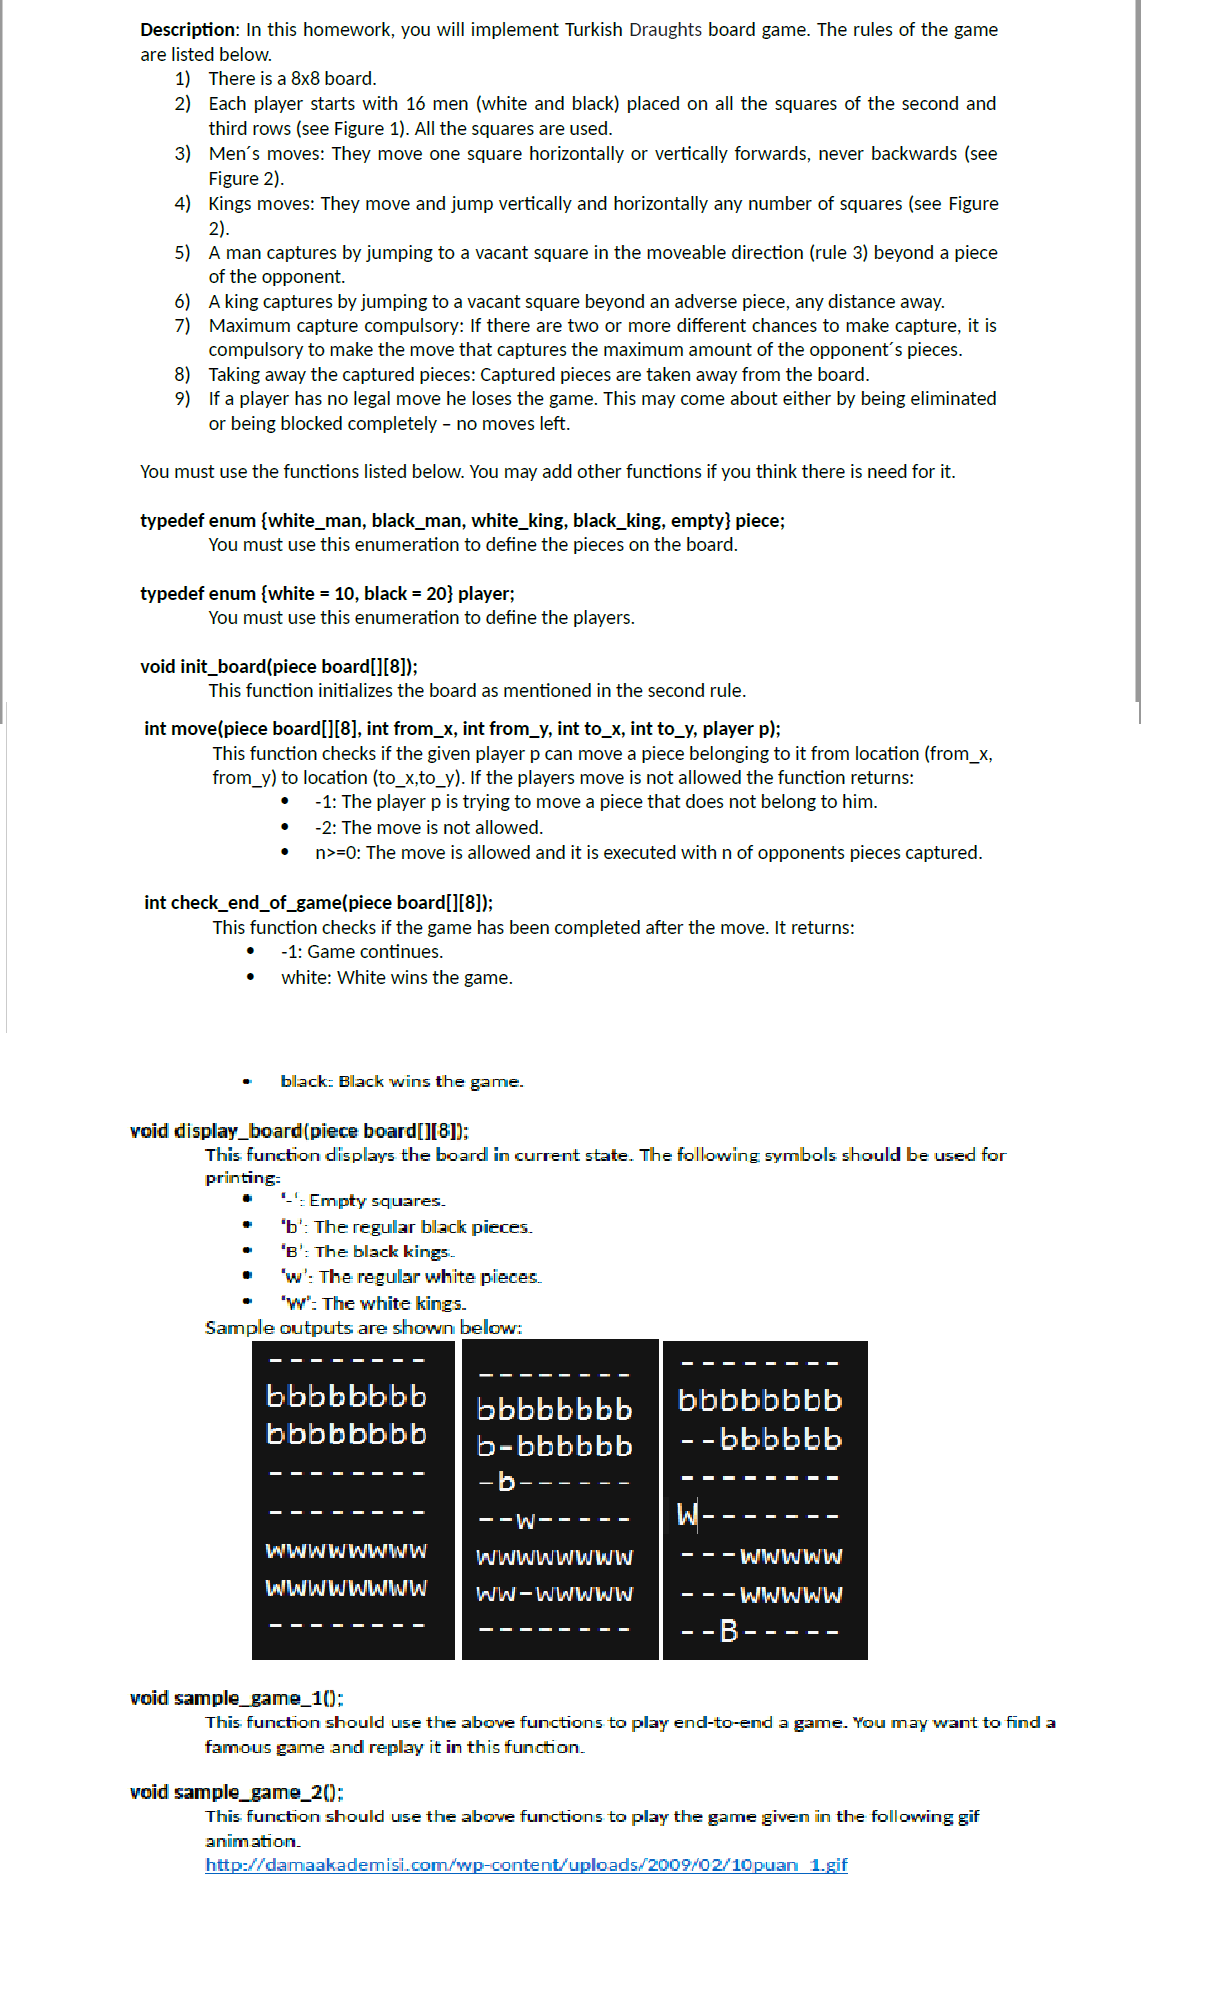 Description: In this homework, you will implement Turkish Draughts board game. The rules of the game
are listed below.
1) There is a 8x8 board.
2) Each player starts with 16 men (white and black) placed on all the squares of the second and
third rows (see Figure 1). All the squares are used.
3) Men´s moves: They move one square horizontally or vertically forwards, never backwards (see
Figure 2).
4) Kings moves: They move and jump vertically and horizontally any number of squares (see Figure
2).
5) A man captures by jumping to a vacant square in the moveable direction (rule 3) beyond a piece
of the opponent.
6) A king captures by jumping to a vacant square beyond an adverse piece, any distance away.
7) Maximum capture compulsory: If there are two or more different chances to make capture, it is
compulsory to make the move that captures the maximum amount of the opponent´s pieces.
8) Taking away the captured pieces: Captured pieces are taken away from the board.
9) If a player has no legal move he loses the game. This may come about either by being eliminated
or being blocked completely – no moves left.
You must use the functions listed below. You may add other functions if you think there is need for it.
typedef enum {white_man, black_man, white_king, black_king, empty} piece;
You must use this enumeration to define the pieces on the board.
typedef enum {white = 10, black = 20} player;
You must use this enumeration to define the players.
void init_board(piece board[][8]);
This function initializes the board as mentioned in the second rule.
int move(piece board[][8], int from_x, int from_y, int to_x, int to_y, player p);
This function checks if the given player p can move a piece belonging to it from location (from_x,
from_y) to location (to_x,to_y). If the players move is not allowed the function returns:
• -1: The player p is trying to move a piece that does not belong to him.
• -2: The move is not allowed.
• n>=0: The move is allowed and it is executed with n of opponents pieces captured.
int check_end_of_game(piece board[][8]);
This function checks if the game has been completed after the move. It returns:
• -1: Game continues.
• white: White wins the game.
• black: Black wins the game.
void display_board(piece board[][8]);
This function displays the board in current state. The following symbols should be used for
printing:
• '-': Empty squares.
• 'b': The regular black pieces.
• 'B': The black kings.
• 'w': The regular white pieces.
• 'W': The white kings.
Sample outputs are shown below:
--------
bbbbbbbb
bbbbbbbb
--------
--------
wwwwwwww
wwwwwwww
--------
--------
bbbbbbbb
b-bbbbbb
-b------
--w-----
wwwwwwww
ww-wwwww
--------
--------
bbbbbbbb
--bbbbbb
--------
W-------
---wwwww
---wwwww
--B-----
void sample_game_1();
This function should use the above functions to play end-to-end a game. You may want to find a
famous game and replay it in this function.
void sample_game_2();
This function should use the above functions to play the game given in the following gif
animation.
http://damaakademisi.com/wp-content/uploads/2009/02/10puan_1.gif